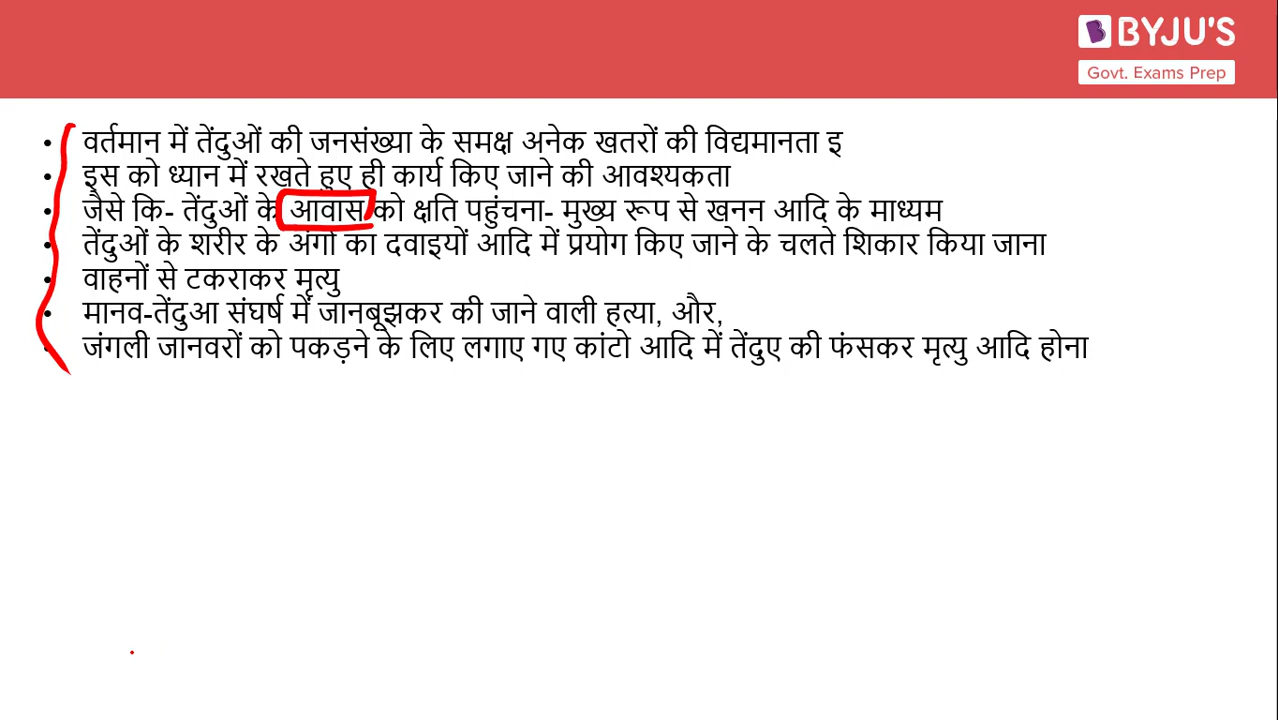 BYJU'S
Govt. Exams Prep
• वर्तमान में तेंदुओं की जनसंख्या के समक्ष अनेक खतरों की विद्यमानता इ
• इस को ध्यान में रखते हुए ही कार्य किए जाने की आवश्यकता
• जैसे कि- तेंदुओं के आवास को क्षति पहुंचना- मुख्य रूप से खनन आदि के माध्यम
• तेंदुओं के शरीर के अंगों का दवाइयों आदि में प्रयोग किए जाने के चलते शिकार किया जाना
• वाहनों से टकराकर मृत्यु
• मानव-तेंदुआ संघर्ष में जानबूझकर की जाने वाली हत्या, और,
• जंगली जानवरों को पकड़ने के लिए लगाए गए कांटो आदि में तेंदुए की फंसकर मृत्यु आदि होना